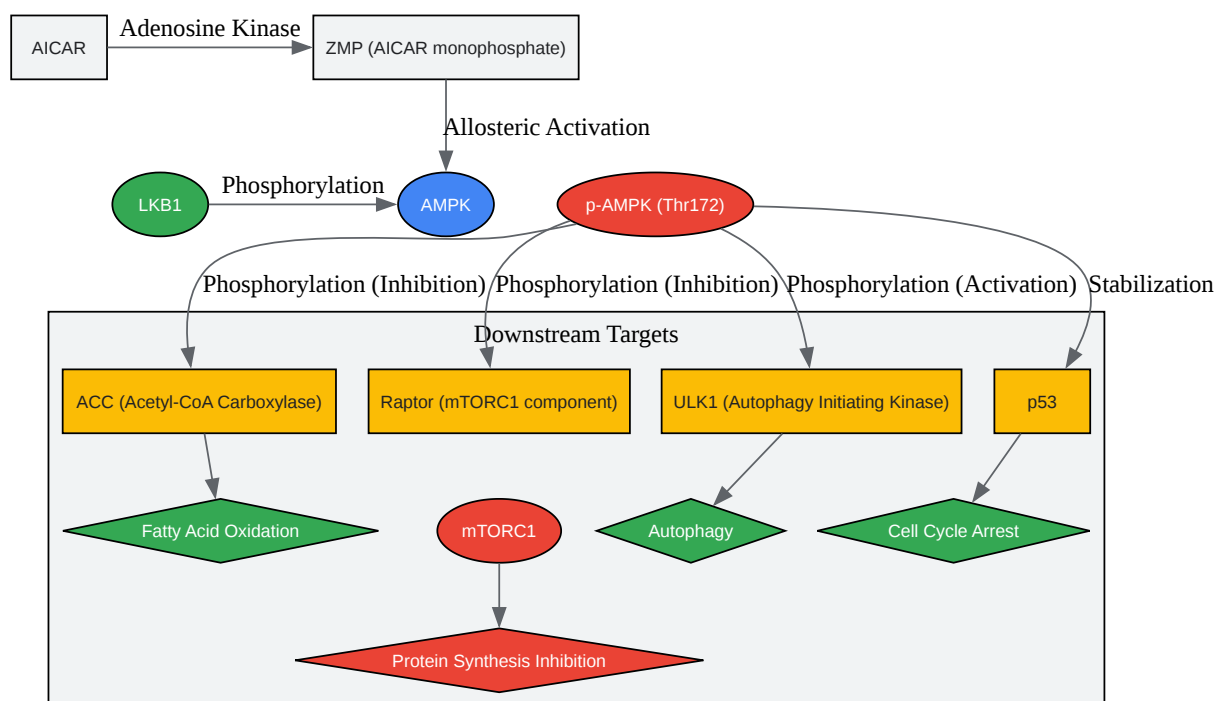 AICAR
Adenosine Kinase
ZMP (AICAR monophosphate)
Allosteric Activation
LKB1
Phosphorylation
AMPK
p-AMPK (Thr172)
Phosphorylation (Inhibition)
Phosphorylation (Inhibition)
Phosphorylation (Activation)
Stabilization
Downstream Targets
ACC (Acetyl-CoA Carboxylase)
Raptor (mTORC1 component)
ULK1 (Autophagy Initiating Kinase)
p53
Fatty Acid Oxidation
mTORC1
Autophagy
Cell Cycle Arrest
Protein Synthesis Inhibition